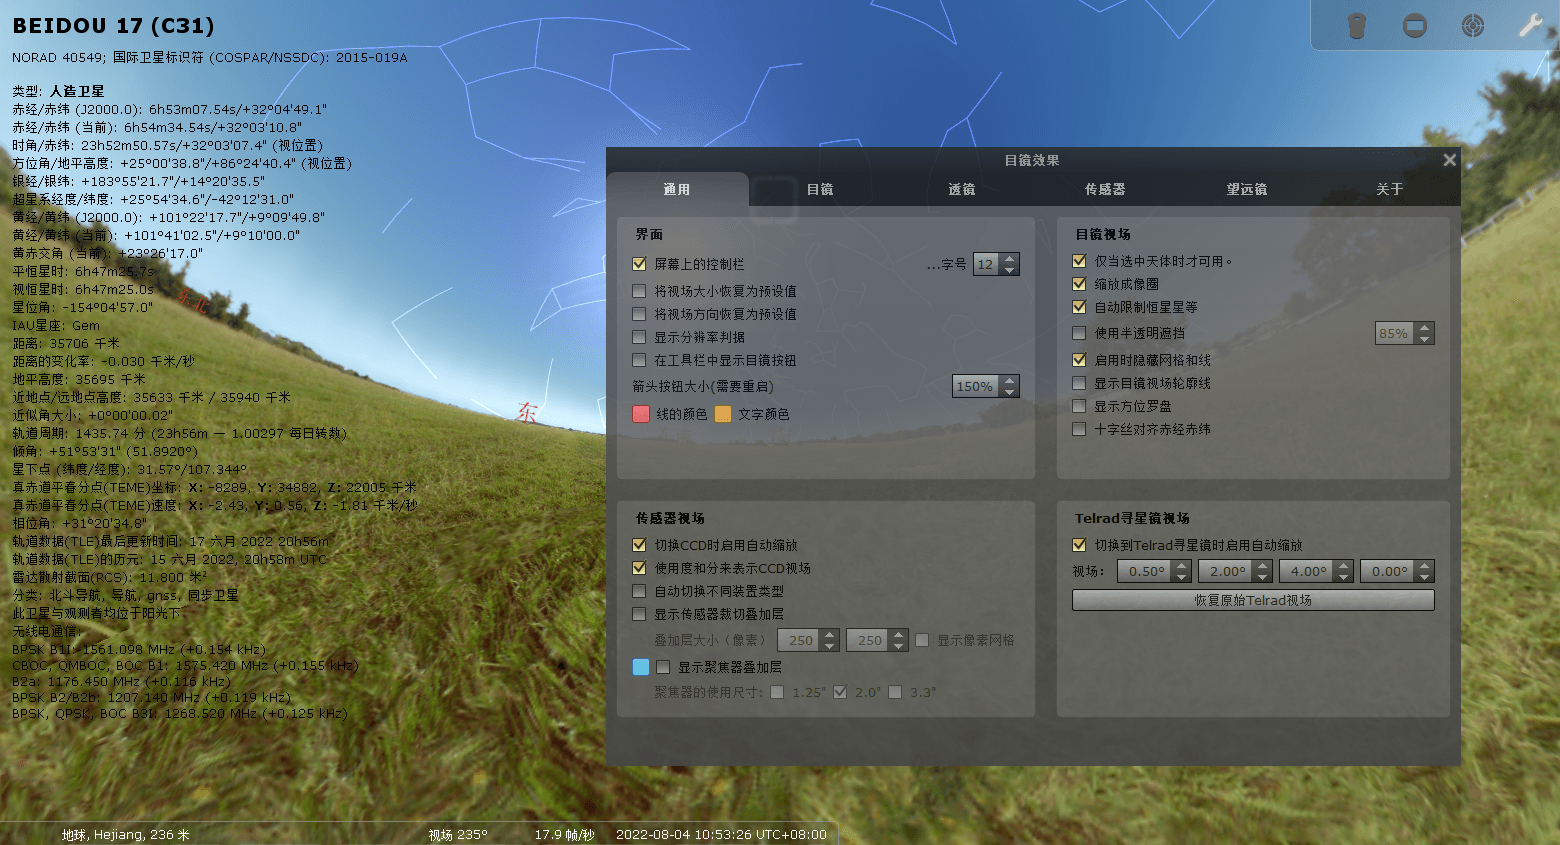 BEIDOU 17 (C31)
NORAD 40549; 国际卫星标识符 (COSPAR/NSSDC): 2015-019A
类型: 人造卫星
赤经/赤纬 (J2000.0): 6h53m07.54s/+32°04'49.1"
赤经/赤纬 (当前): 6h54m34.54s/+32°03'10.8"
时角/赤纬: 23h52m50.57s/+32°03'07.4" (视位置)
方位角/地平高度: +25°00'38.8"/+86°24'40.4" (视位置)
银经/银纬: +183°55'21.7"/+14°20'35.5"
超星系经度/纬度: +25°54'34.6"/-42°12'31.0"
黄经/黄纬 (J2000.0): +101°22'17.7"/+9°09'49.8"
黄经/黄纬 (当前): +101°41'02.5"/+9°10'00.0"
黄赤交角 (当前): +23°26'17.0"
平恒星时: 6h47m25.7s
视恒星时: 6h47m25.0s
星位角: -154°04'57.0"
IAU星座: Gem
距离: 35706 千米
距离的变化率: -0.030 千米/秒
地平高度: 35695 千米
近地点/远地点高度: 35633 千米 / 35940 千米
近似角大小: +0°00'00.02"
轨道周期: 1435.74 分 (23h56m — 1.00297 每日转数)
倾角: +51°53'31" (51.8920°)
星下点 (纬度/经度): 31.57°/107.344°
真赤道平春分点(TEME)坐标: X: -8289, Y: 34882, Z: 22005 千米
真赤道平春分点(TEME)速度: X: -2.43, Y: 0.56, Z: -1.81 千米/秒
相位角: +31°20'34.8"
轨道数据(TLE)最后更新时间: 17 六月 2022 20h56m
轨道数据(TLE)的历元: 15 六月 2022, 20h58m UTC
雷达散射截面(RCS): 11.800 米²
分类: 北斗导航, 导航, gnss, 同步卫星
此卫星与观测者均位于阳光下.
无线电通信:
BPSK B1I: 1561.098 MHz (+0.154 kHz)
CBOC, QMBOC, BOC B1: 1575.420 MHz (+0.155 kHz)
B2a: 1176.450 MHz (+0.116 kHz)
BPSK B2/B2b: 1207.140 MHz (+0.119 kHz)
BPSK, QPSK, BOC B3I: 1268.520 MHz (+0.125 kHz)
东北
东
目镜效果
通用 目镜 透镜 传感器 望远镜 关于
界面
屏幕上的控制栏 ...字号 12
将视场大小恢复为预设值
将视场方向恢复为预设值
显示分辨率判据
在工具栏中显示目镜按钮
箭头按钮大小(需要重启) 150%
线的颜色 文字颜色
目镜视场
仅当选中天体时才可用。
缩放成像圈
自动限制恒星星等
使用半透明遮挡 85%
启用时隐藏网格和线
显示目镜视场轮廓线
显示方位罗盘
十字丝对齐赤经赤纬
传感器视场
切换CCD时启用自动缩放
使用度和分来表示CCD视场
自动切换不同装置类型
显示传感器裁切叠加层
叠加层大小（像素） 250 250 显示像素网格
显示聚焦器叠加层
聚焦器的使用尺寸: 1.25" 2.0" 3.3"
Telrad寻星镜视场
切换到Telrad寻星镜时启用自动缩放
视场: 0.50° 2.00° 4.00° 0.00°
恢复原始Telrad视场
地球, Hejiang, 236 米 视场 235° 17.9 帧/秒 2022-08-04 10:53:26 UTC+08:00